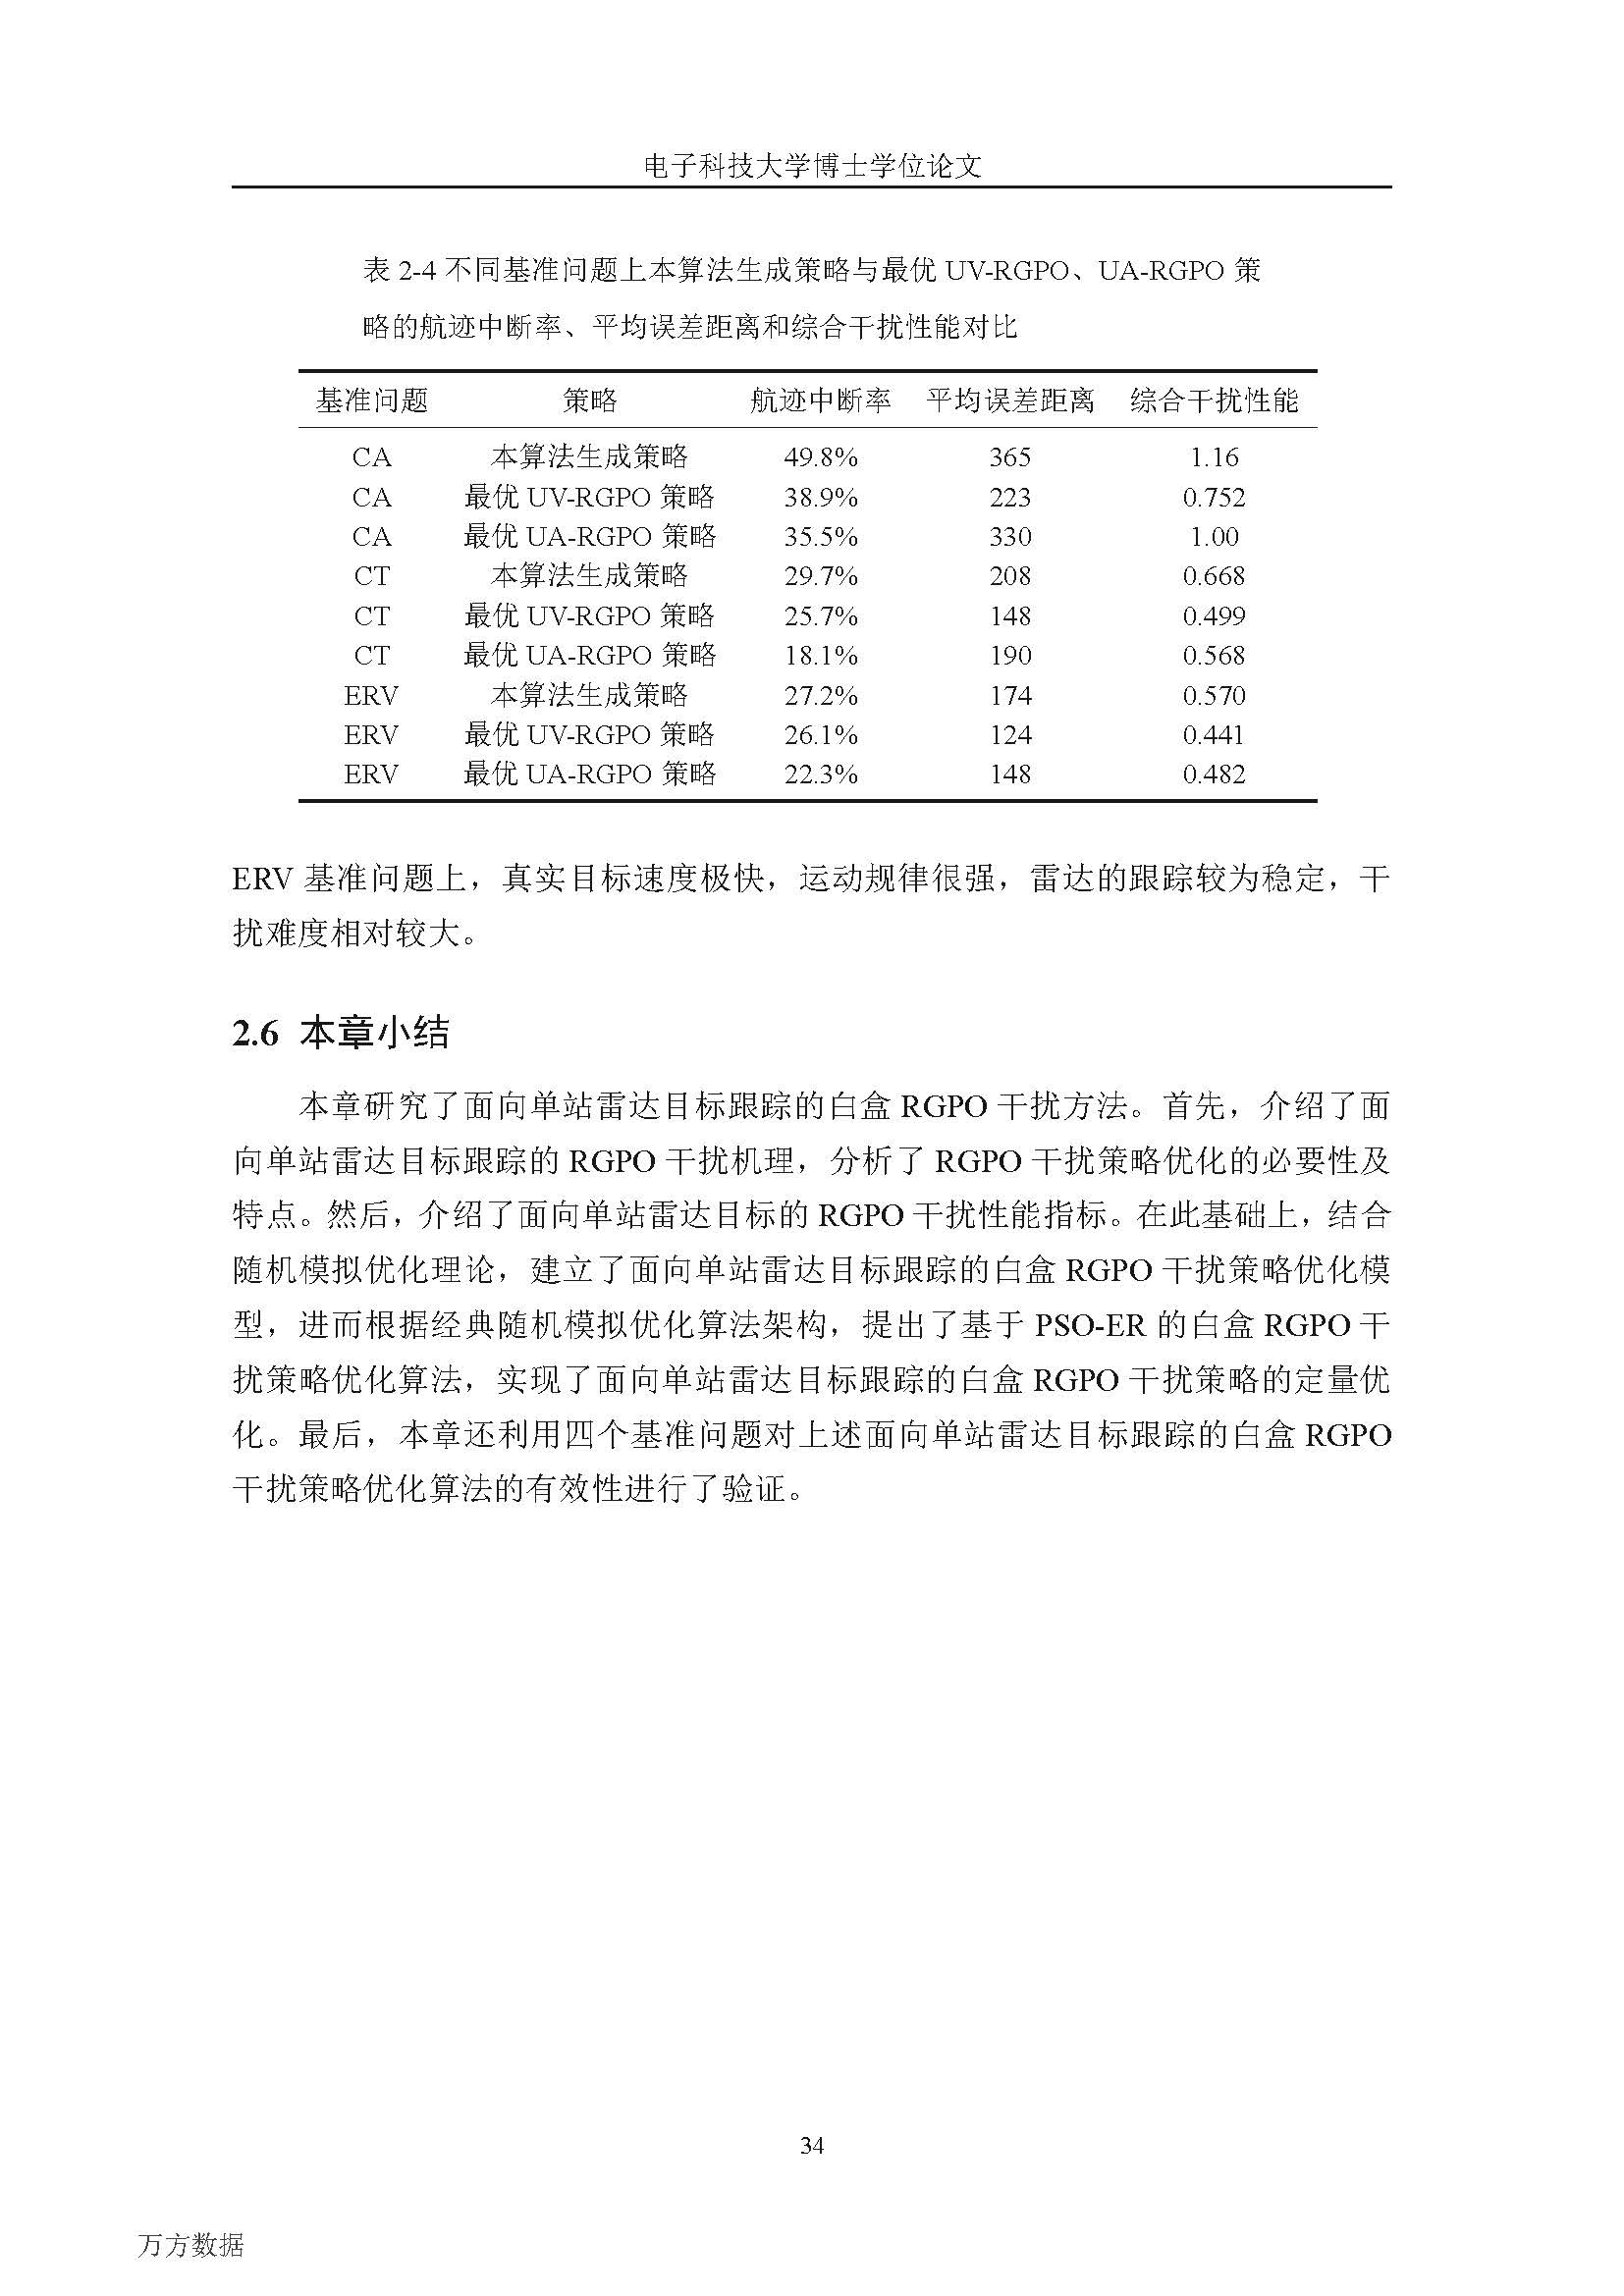 电子科技大学博士学位论文
表 2-4 不同基准问题上本算法生成策略与最优 UV-RGPO、UA-RGPO 策
略的航迹中断率、平均误差距离和综合干扰性能对比
基准问题 策略 航迹中断率 平均误差距离 综合干扰性能
CA 本算法生成策略 49.8% 365 1.16
CA 最优 UV-RGPO 策略 38.9% 223 0.752
CA 最优 UA-RGPO 策略 35.5% 330 1.00
CT 本算法生成策略 29.7% 208 0.668
CT 最优 UV-RGPO 策略 25.7% 148 0.499
CT 最优 UA-RGPO 策略 18.1% 190 0.568
ERV 本算法生成策略 27.2% 174 0.570
ERV 最优 UV-RGPO 策略 26.1% 124 0.441
ERV 最优 UA-RGPO 策略 22.3% 148 0.482
ERV 基准问题上，真实目标速度极快，运动规律很强，雷达的跟踪较为稳定，干
扰难度相对较大。
2.6 本章小结
本章研究了面向单站雷达目标跟踪的白盒 RGPO 干扰方法。首先，介绍了面
向单站雷达目标跟踪的 RGPO 干扰机理，分析了 RGPO 干扰策略优化的必要性及
特点。然后，介绍了面向单站雷达目标的 RGPO 干扰性能指标。在此基础上，结合
随机模拟优化理论，建立了面向单站雷达目标跟踪的白盒 RGPO 干扰策略优化模
型，进而根据经典随机模拟优化算法架构，提出了基于 PSO-ER 的白盒 RGPO 干
扰策略优化算法，实现了面向单站雷达目标跟踪的白盒 RGPO 干扰策略的定量优
化。最后，本章还利用四个基准问题对上述面向单站雷达目标跟踪的白盒 RGPO
干扰策略优化算法的有效性进行了验证。
34
万方数据